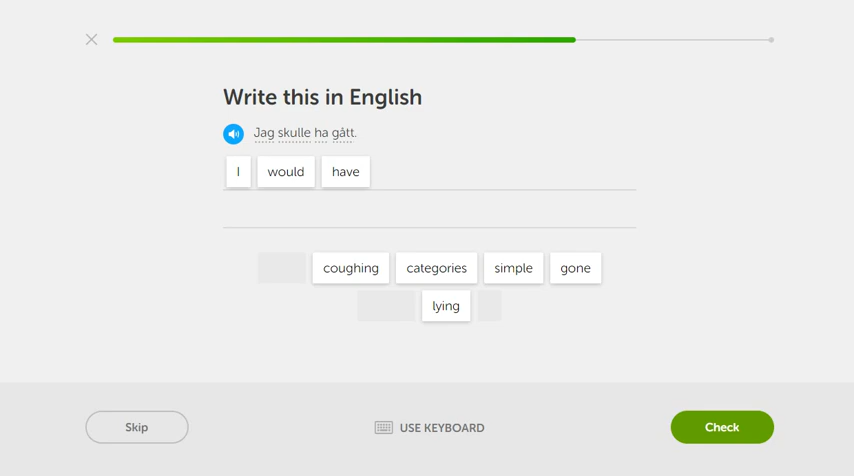 Write this in English
Jag skulle ha gått.
I would have
coughing categories simple gone
lying
Skip USE KEYBOARD Check